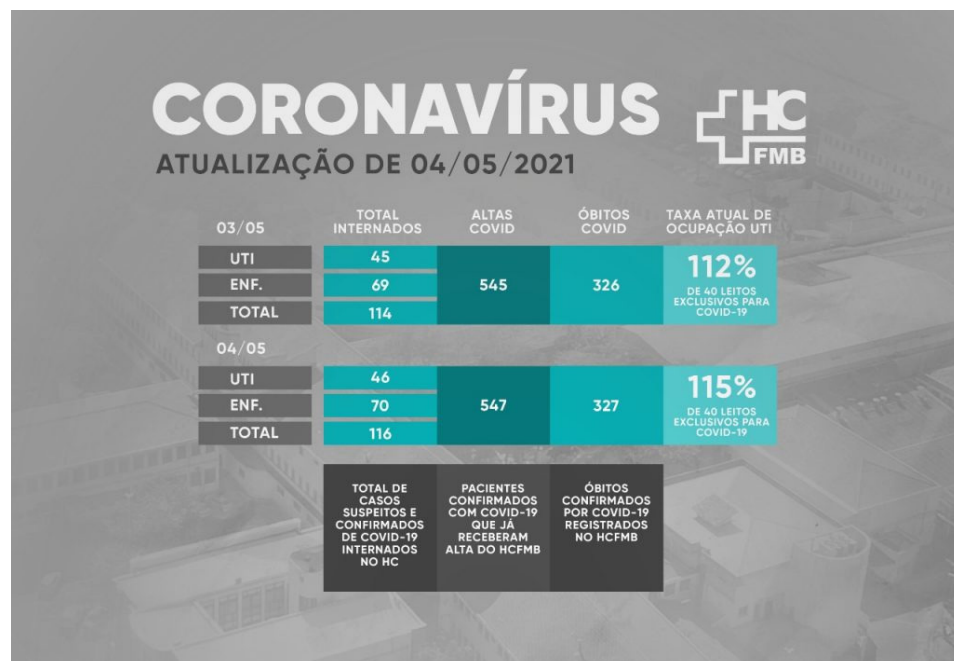 CORONAVÍRUS
HC
FMB
ATUALIZAÇÃO DE 04/05/2021
03/05
TOTAL
INTERNADOS
ALTAS
COVID
ÓBITOS
COVID
TAXA ATUAL DE
OCUPAÇÃO UTI
UTI
45
ENF.
69
TOTAL
114
545
326
112%
DE 40 LEITOS
EXCLUSIVOS PARA
COVID-19
04/05
UTI
46
ENF.
70
TOTAL
116
547
327
115%
DE 40 LEITOS
EXCLUSIVOS PARA
COVID-19
TOTAL DE
CASOS
SUSPEITOS E
CONFIRMADOS
DE COVID-19
INTERNADOS
NO HC
PACIENTES
CONFIRMADOS
COM COVID-19
QUE JÁ
RECEBERAM
ALTA DO HCFMB
ÓBITOS
CONFIRMADOS
POR COVID-19
REGISTRADOS
NO HCFMB